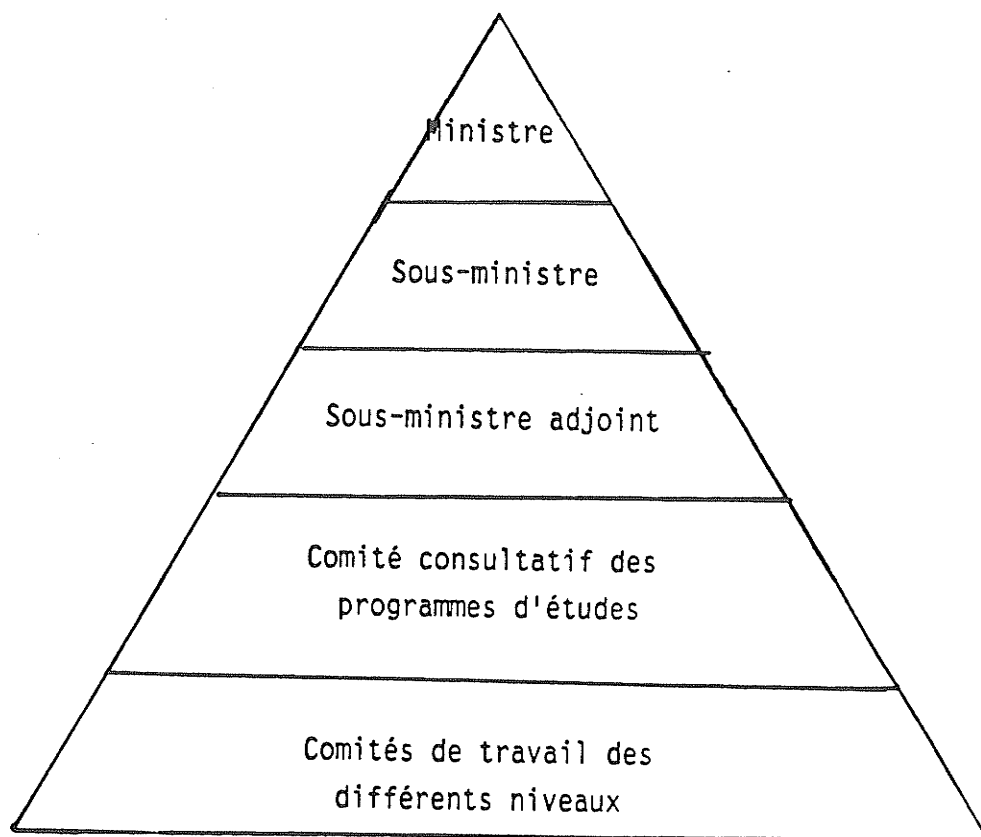 Ministre
Sous-ministre
Sous-ministre adjoint
Comité consultatif des
programmes d'études
Comités de travail des
différents niveaux